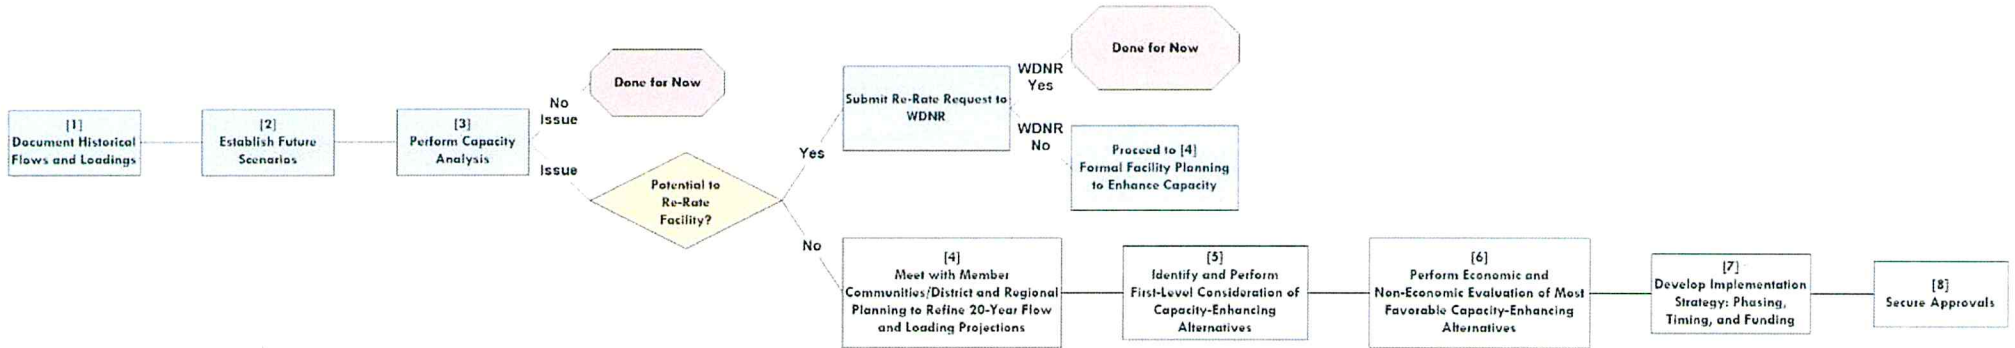 [1]
Document Historical
Flows and Loadings
[2]
Establish Future
Scenarios
[3]
Perform Capacity
Analysis
No
Issue
Done for Now
Issue
Potential to
Re-Rate
Facility?
Yes
Submit Re-Rate Request to
WDNR
WDNR
Yes
Done for Now
WDNR
No
Proceed to [4]
Formal Facility Planning
to Enhance Capacity
No
[4]
Meet with Member
Communities/District and Regional
Planning to Refine 20-Year Flow
and Loading Projections
[5]
Identify and Perform
First-Level Consideration of
Capacity-Enhancing
Alternatives
[6]
Perform Economic and
Non-Economic Evaluation of Most
Favorable Capacity-Enhancing
Alternatives
[7]
Develop Implementation
Strategy: Phasing,
Timing, and Funding
[8]
Secure Approvals